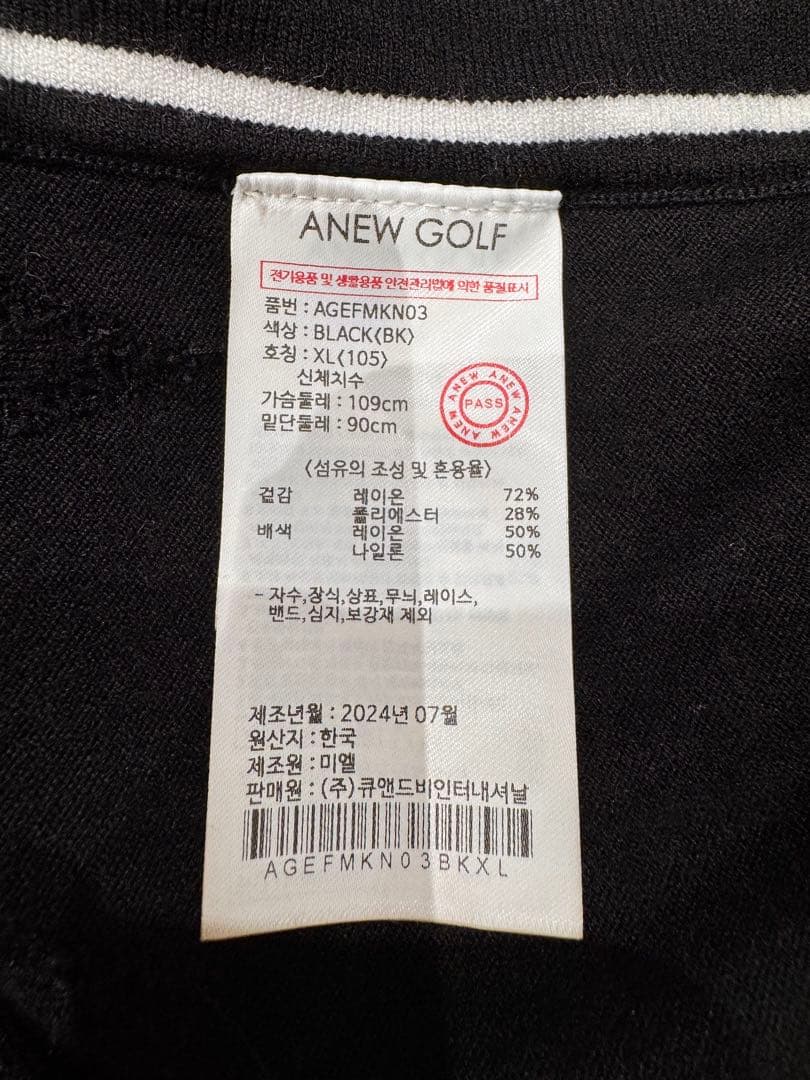 ANEW GOLF
전기용품 및 생활용품 안전관리법에 의한 품질표시
품번 : AGEFMKN03
색상 : BLACK<BK>
호칭 : XL<105>
신체치수
가슴둘레 : 109cm
밑단둘레 : 90cm
ANEW ANEW ANEW ANEW
PASS
<섬유의 조성 및 혼용율>
겉감 레이온 72%
폴리에스터 28%
배색 레이온 50%
나일론 50%
- 자수,장식,상표,무늬,레이스,
밴드,심지,보강재 제외
제조년월 : 2024년 07월
원산지 : 한국
제조원 : 미엘
판매원 : (주)큐앤드비인터내셔날
AGEFMKN03BKXL